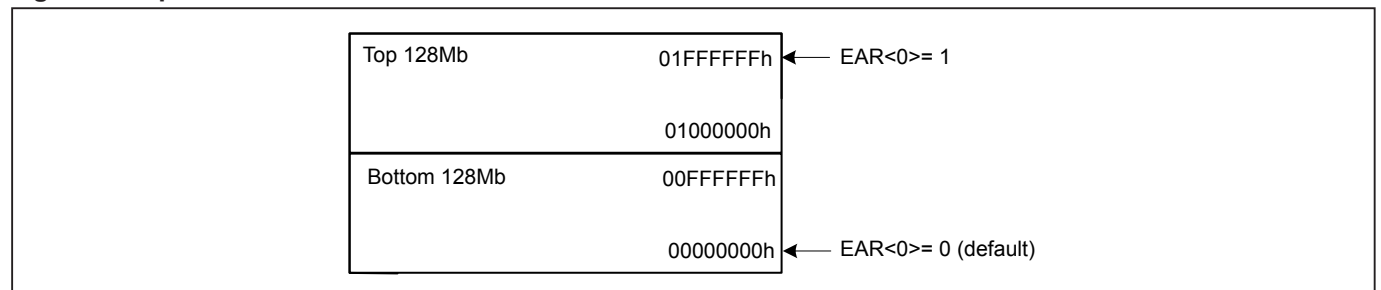 Top 128Mb 01FFFFFFh EAR<0>= 1
01000000h
Bottom 128Mb 00FFFFFFh
00000000h EAR<0>= 0 (default)